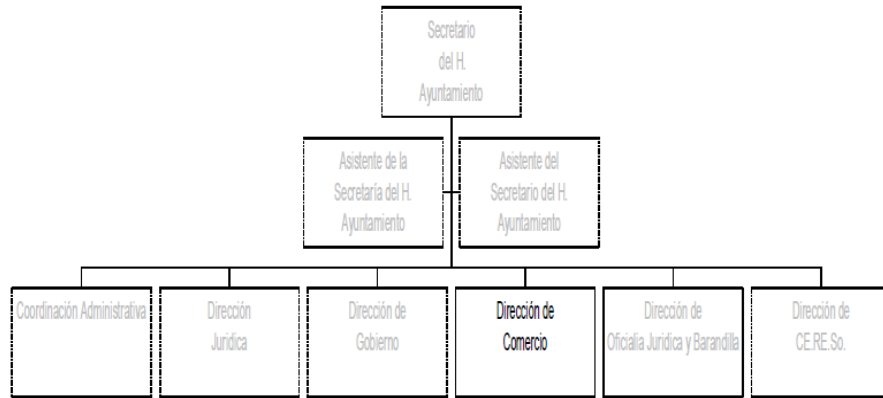 Secretario
del H.
Ayuntamiento
Asistente de la
Secretaría del H.
Ayuntamiento
Asistente del
Secretario del H.
Ayuntamiento
Coordinación Administrativa
Dirección
Jurídica
Dirección de
Gobierno
Dirección de
Comercio
Dirección de
Oficialia Jurídica y Barandilla
Dirección de
CE.RE.So.